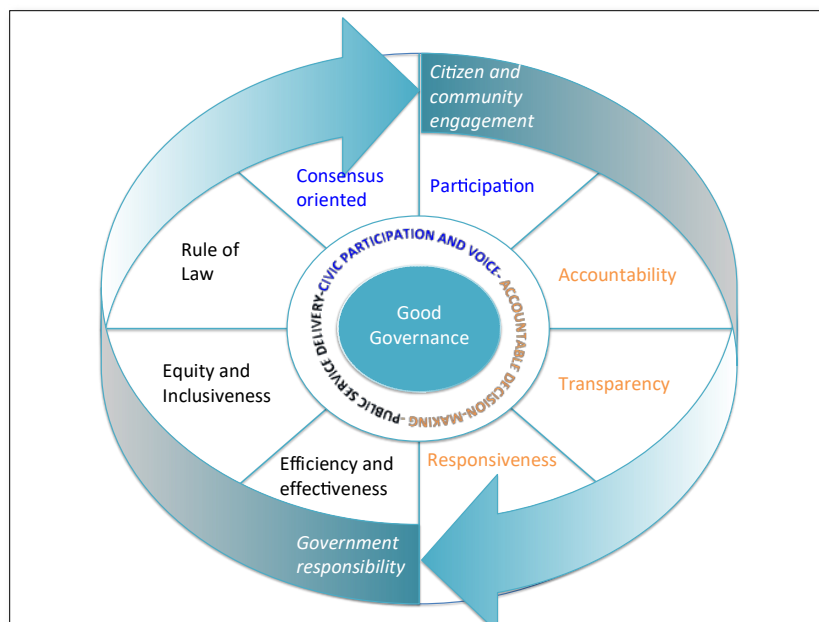 Citizen and
community
engagement
Consensus
oriented
Participation
Rule of
Law
Accountability
CIVIC PARTICIPATION AND VOICE- ACCOUNTABLE DECISION-MAKING -PUBLIC SERVICE DELIVERY-
Good
Governance
Equity and
Inclusiveness
Transparency
Efficiency and
effectiveness
Responsiveness
Government
responsibility